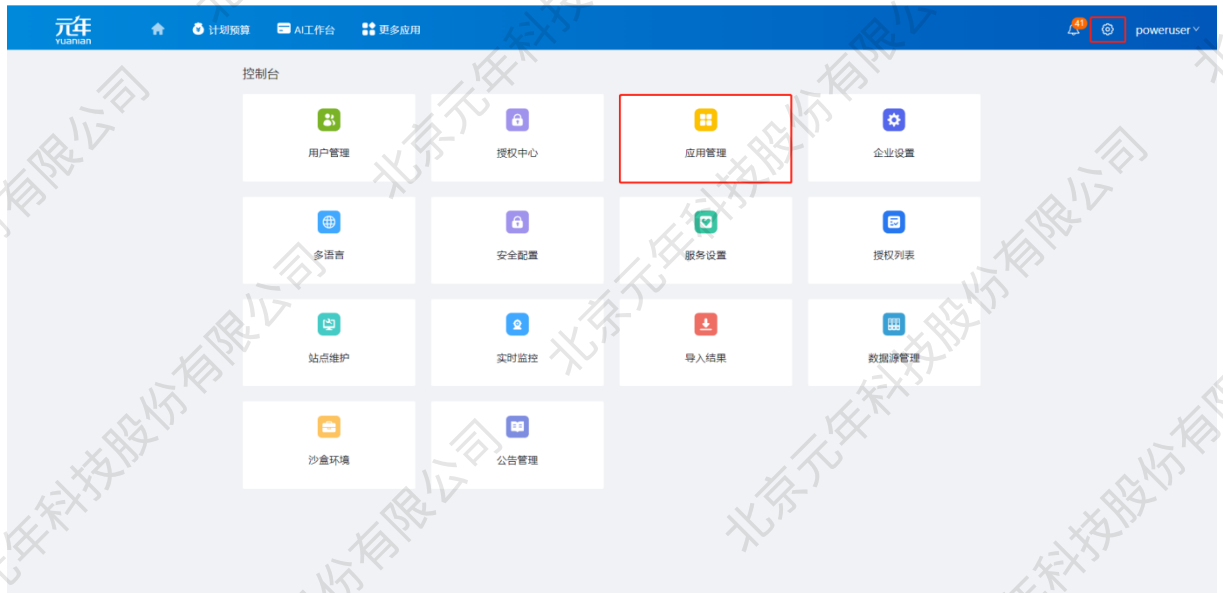 元年
yuanian
计划预算
AI工作台
更多应用
41
poweruser
控制台
用户管理
授权中心
应用管理
企业设置
多语言
安全配置
服务设置
授权列表
站点维护
实时监控
导入结果
数据源管理
沙盒环境
公告管理
北京元年科技股份有限公司